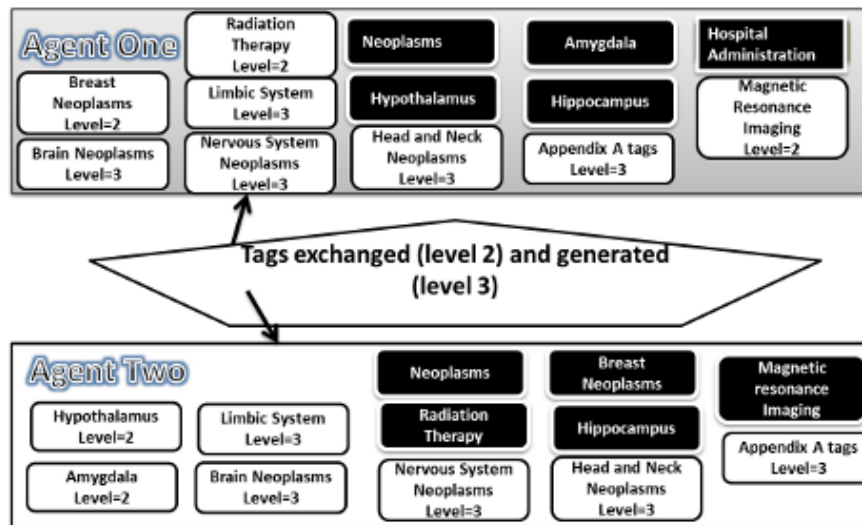 Agent One
Radiation
Therapy
Level=2
Neoplasms
Amygdala
Hospital
Administration
Breast
Neoplasms
Level=2
Limbic System
Level=3
Hypothalamus
Hippocampus
Magnetic
Resonance
Imaging
Level=2
Brain Neoplasms
Level=3
Nervous System
Neoplasms
Level=3
Head and Neck
Neoplasms
Level=3
Appendix A tags
Level=3
Tags exchanged (level 2) and generated
(level 3)
Agent Two
Neoplasms
Breast
Neoplasms
Magnetic
resonance
Imaging
Hypothalamus
Level=2
Limbic System
Level=3
Radiation
Therapy
Hippocampus
Amygdala
Level=2
Brain Neoplasms
Level=3
Nervous System
Neoplasms
Level=3
Head and Neck
Neoplasms
Level=3
Appendix A tags
Level=3